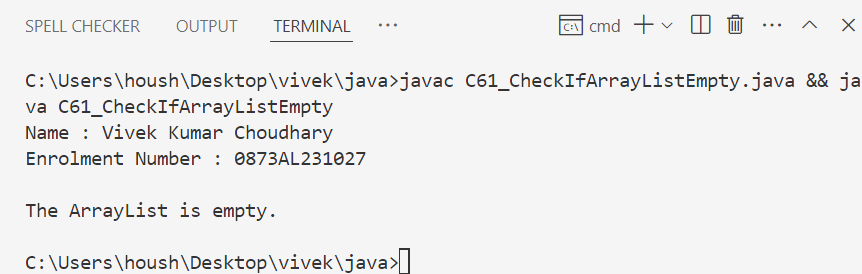 SPELL CHECKER OUTPUT TERMINAL ... cmd
C:\Users\housh\Desktop\vivek\java>javac C61_CheckIfArrayListEmpty.java && ja
va C61_CheckIfArrayListEmpty
Name : Vivek Kumar Choudhary
Enrolment Number : 0873AL231027
The ArrayList is empty.
C:\Users\housh\Desktop\vivek\java>